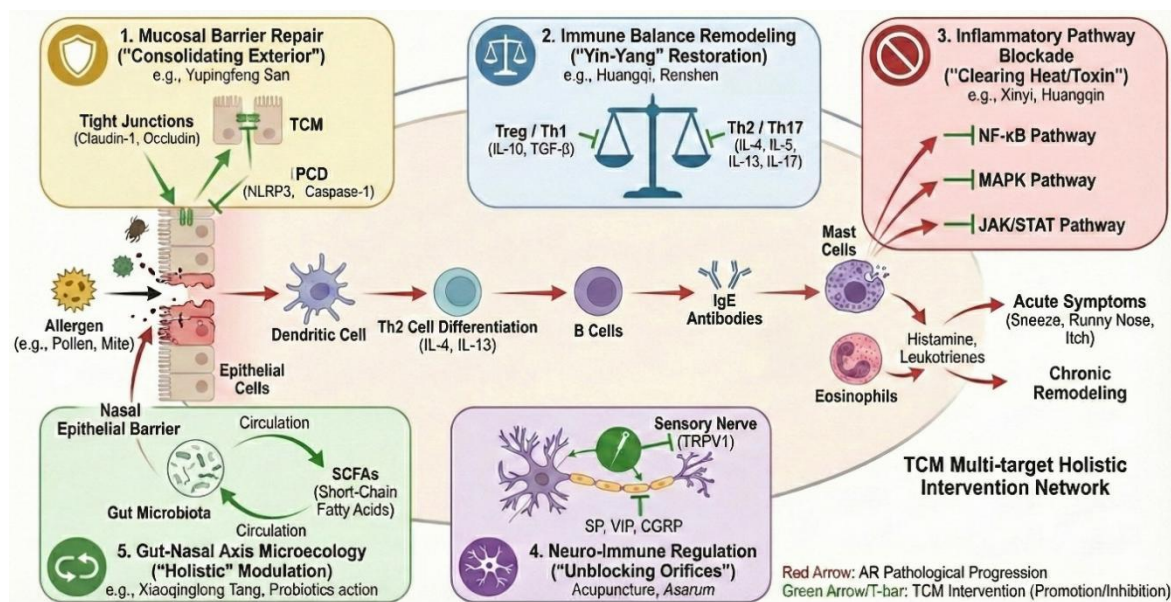 1. Mucosal Barrier Repair
("Consolidating Exterior")
e.g., Yupingfeng San
Tight Junctions
(Claudin-1, Occludin)
TCM
PCD
(NLRP3, Caspase-1)
2. Immune Balance Remodeling
("Yin-Yang" Restoration)
e.g., Huangqi, Renshen
Treg / Th1
(IL-10, TGF-β)
Th2 / Th17
(IL-4, IL-5,
IL-13, IL-17)
3. Inflammatory Pathway
Blockade
("Clearing Heat/Toxin")
e.g., Xinyi, Huangqin
NF-κB Pathway
MAPK Pathway
JAK/STAT Pathway
Allergen
(e.g., Pollen, Mite)
Epithelial
Cells
Dendritic Cell
Th2 Cell Differentiation
(IL-4, IL-13)
B Cells
IgE
Antibodies
Mast
Cells
Eosinophils
Histamine,
Leukotrienes
Acute Symptoms
(Sneeze, Runny Nose,
Itch)
Chronic
Remodeling
Nasal
Epithelial Barrier
Circulation
SCFAs
(Short-Chain
Fatty Acids)
Gut Microbiota
Circulation
5. Gut-Nasal Axis Microecology
("Holistic" Modulation)
e.g., Xiaoqinglong Tang, Probiotics action
Sensory Nerve
(TRPV1)
SP, VIP, CGRP
4. Neuro-Immune Regulation
("Unblocking Orifices")
Acupuncture, Asarum
TCM Multi-target Holistic
Intervention Network
Red Arrow: AR Pathological Progression
Green Arrow/T-bar: TCM Intervention (Promotion/Inhibition)